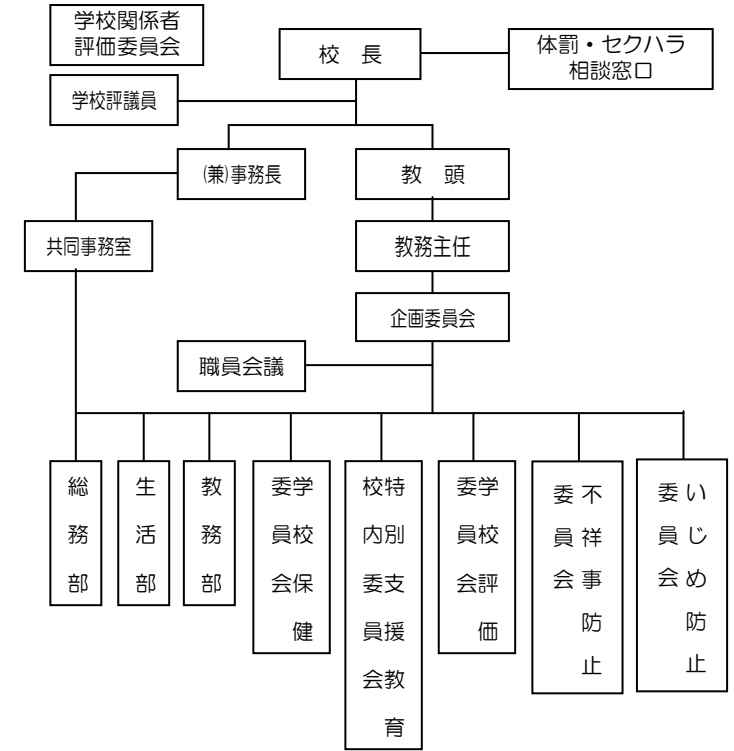 学校関係者
評価委員会
校　長
体罰・セクハラ
相談窓口
学校評議員
㈲事務長
教　頭
共同事務室
教務主任
企画委員会
職員会議
総務部
生活部
教務部
学校保健
委員会
特別支援教育
校内委員会
学校評価
委員会
不祥事防止
委員会
いじめ防止
委員会